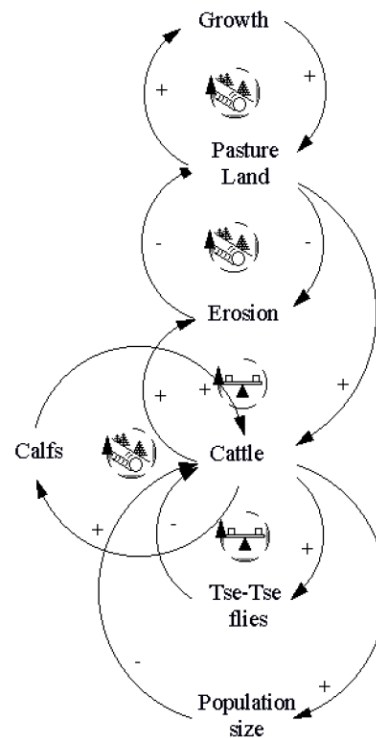 Growth
+
+
Pasture
Land
-
-
Erosion
+
+
+
Calfs
Cattle
+
-
+
Tse-Tse
flies
-
+
Population
size